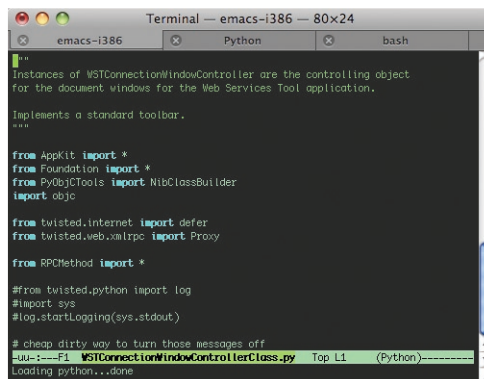 Terminal — emacs-i386 — 80×24
emacs-i386 Python bash
"""
Instances of WSTConnectionWindowController are the controlling object
for the document windows for the Web Services Tool application.
Implements a standard toolbar.
"""
from AppKit import *
from Foundation import *
from PyObjCTools import NibClassBuilder
import objc
from twisted.internet import defer
from twisted.web.xmlrpc import Proxy
from RPCMethod import *
#from twisted.python import log
#import sys
#log.startLogging(sys.stdout)
# cheap dirty way to turn those messages off
-uu-:---F1 WSTConnectionWindowControllerClass.py Top L1 (Python)---------
Loading python...done